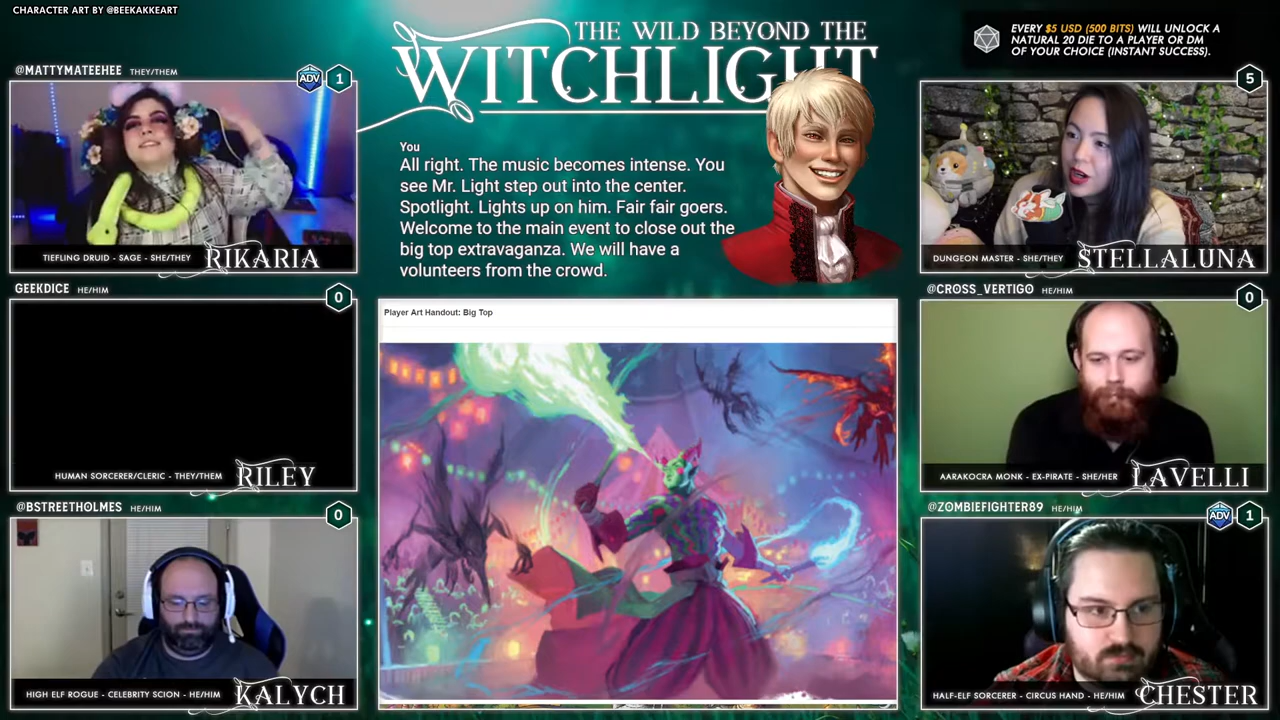 CHARACTER ART BY @BEEKAKKEART
THE WILD BEYOND THE
WITCHLIGHT
EVERY $5 USD (500 BITS) WILL UNLOCK A
NATURAL 20 DIE TO A PLAYER OR DM
OF YOUR CHOICE (INSTANT SUCCESS).
@MATTYMATEEHEE THEY/THEM
ADV 1
TIEFLING DRUID - SAGE - SHE/THEY RIKARIA
You
All right. The music becomes intense. You
see Mr. Light step out into the center.
Spotlight. Lights up on him. Fair fair goers.
Welcome to the main event to close out the
big top extravaganza. We will have a
volunteers from the crowd.
5
DUNGEON MASTER - SHE/THEY STELLALUNA
GEEKDICE HE/HIM
0
HUMAN SORCERER/CLERIC - THEY/THEM RILEY
Player Art Handout: Big Top
@CROSS_VERTIGO HE/HIM
0
AARAKOCRA MONK - EX-PIRATE - SHE/HER LAVELLI
@BSTREETHOLMES HE/HIM
0
HIGH ELF ROGUE - CELEBRITY SCION - HE/HIM KALYCH
@ZOMBIEFIGHTER89 HE/HIM
ADV 1
HALF-ELF SORCERER - CIRCUS HAND - HE/HIM CHESTER